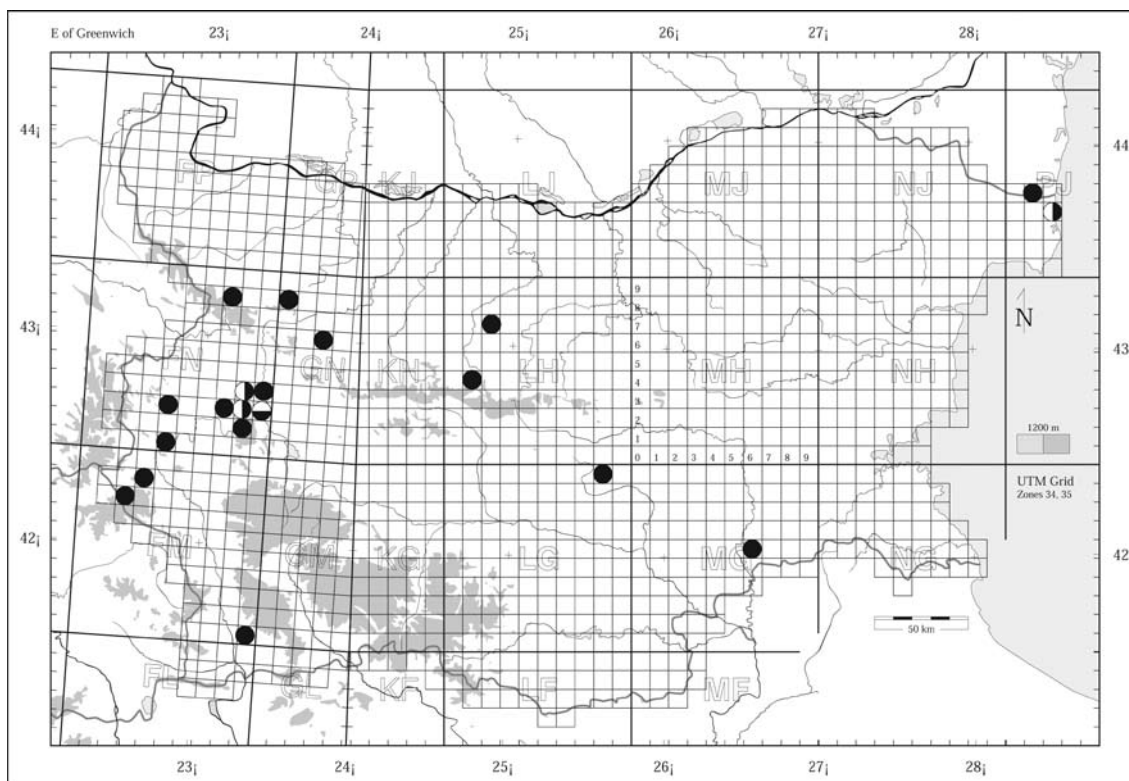 E of Greenwich 23¡ 24¡ 25¡ 26¡ 27¡ 28¡
44¡ 44
FP GP KJ LJ MJ NJ PJ
9
8
43¡ 7 N
6 43
FN GN KN 5 LH MH NH
4
3
2 1200 m
1
0 1 2 3 4 5 6 7 8 9
UTM Grid
Zones 34, 35
42¡ 42
FM GM KG LG MG NG
50 km
FL GL KF LF MF
23¡ 24¡ 25¡ 26¡ 27¡ 28¡